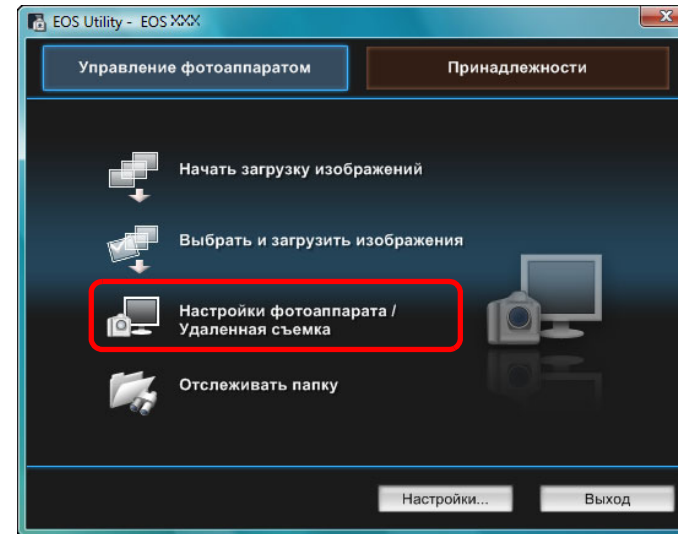 EOS Utility - EOS XXX
Управление фотоаппаратом
Принадлежности
Начать загрузку изображений
Выбрать и загрузить изображения
Настройки фотоаппарата /
Удаленная съемка
Отслеживать папку
Настройки...
Выход